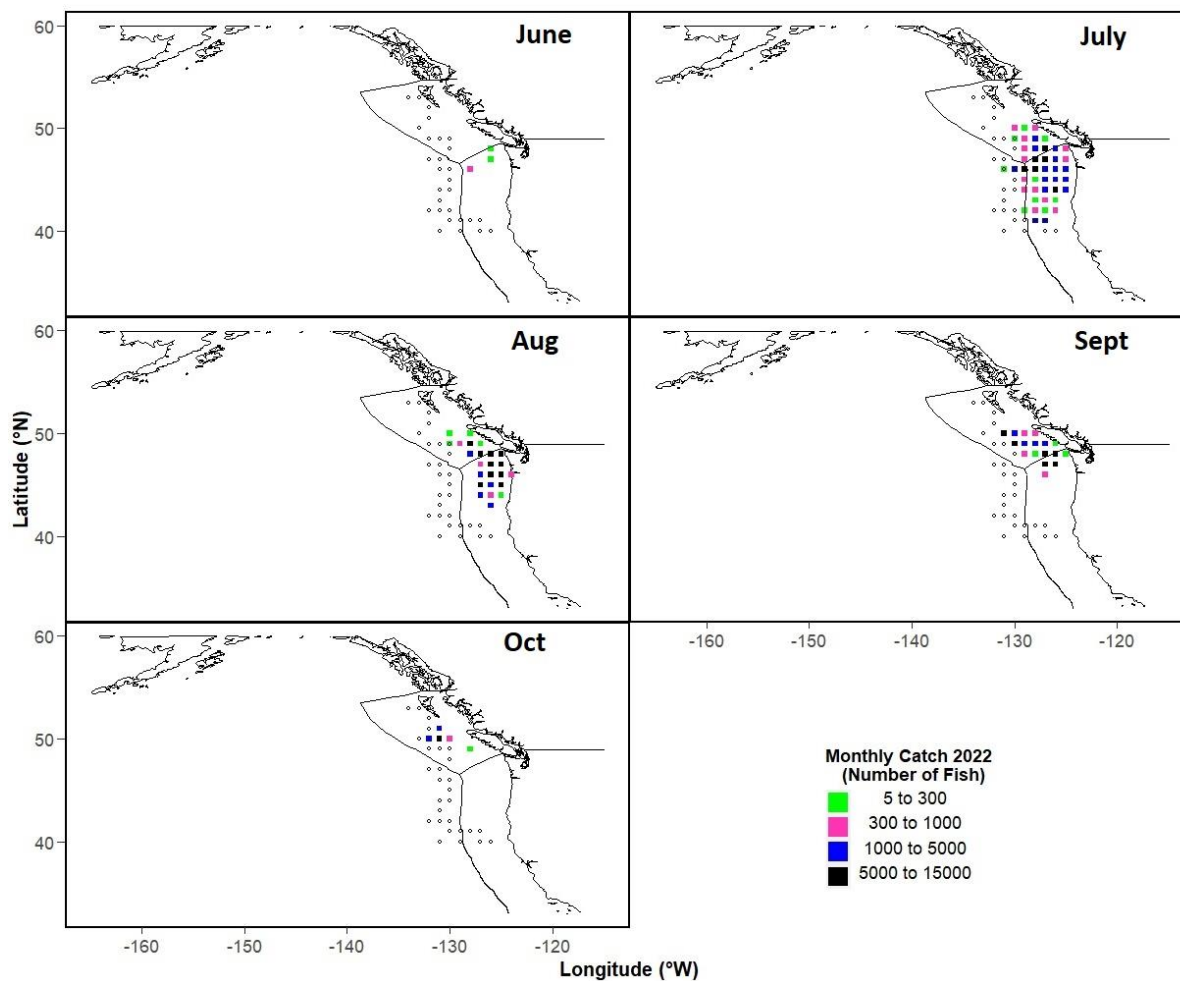 June
July
60
50
40
Aug
Sept
60
50
40
Latitude (°N)
-160
-150
-140
-130
-120
Oct
60
50
40
Monthly Catch 2022
(Number of Fish)
5 to 300
300 to 1000
1000 to 5000
5000 to 15000
-160
-150
-140
-130
-120
Longitude (°W)